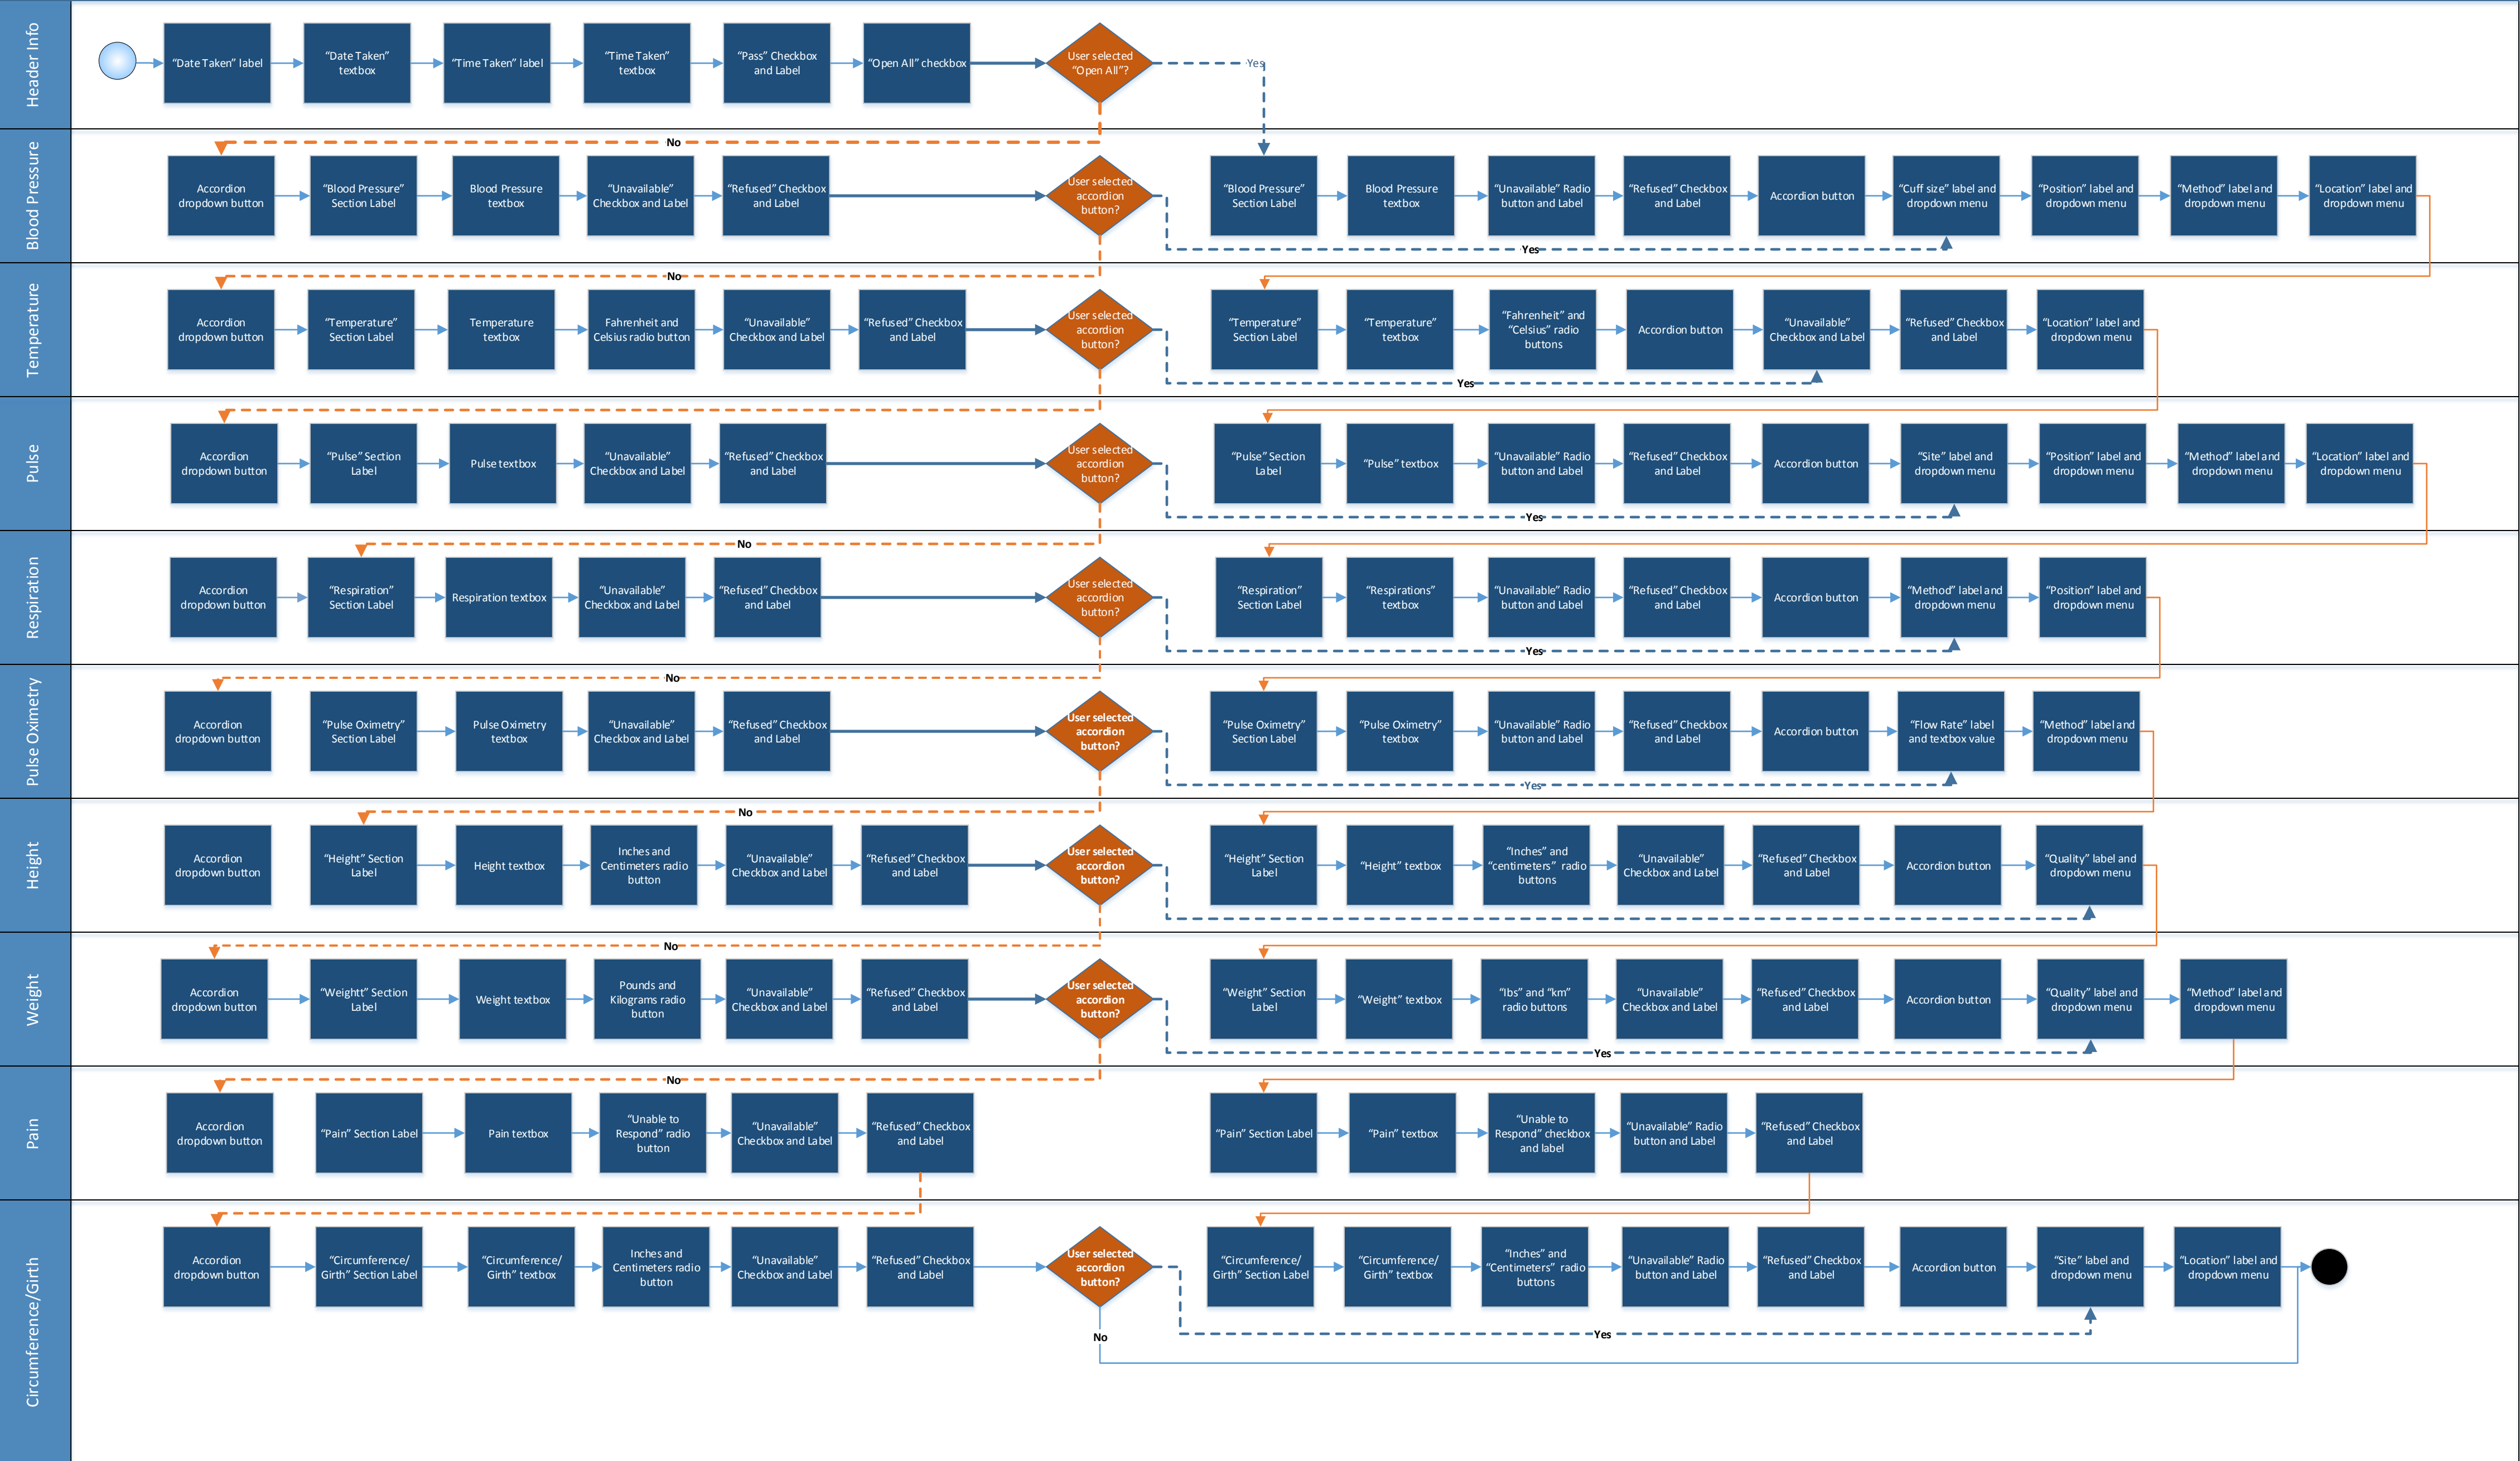 Header Info
“Date Taken” label
“Date Taken”
textbox
“Time Taken” label
“Time Taken”
textbox
“Pass” Checkbox
and Label
“Open All” checkbox
User selected
“Open All”?
Yes
No
Blood Pressure
Accordion
dropdown button
“Blood Pressure”
Section Label
Blood Pressure
textbox
“Unavailable”
Checkbox and Label
“Refused” Checkbox
and Label
User selected
accordion
button?
“Blood Pressure”
Section Label
Blood Pressure
textbox
“Unavailable” Radio
button and Label
“Refused” Checkbox
and Label
Accordion button
“Cuff size” label and
dropdown menu
“Position” label and
dropdown menu
“Method” label and
dropdown menu
“Location” label and
dropdown menu
Yes
No
Temperature
Accordion
dropdown button
“Temperature”
Section Label
Temperature
textbox
Fahrenheit and
Celsius radio button
“Unavailable”
Checkbox and Label
“Refused” Checkbox
and Label
User selected
accordion
button?
“Temperature”
Section Label
“Temperature”
textbox
“Fahrenheit” and
“Celsius” radio
buttons
Accordion button
“Unavailable”
Checkbox and Label
“Refused” Checkbox
and Label
“Location” label and
dropdown menu
Yes
Pulse
Accordion
dropdown button
“Pulse” Section
Label
Pulse textbox
“Unavailable”
Checkbox and Label
“Refused” Checkbox
and Label
User selected
accordion
button?
“Pulse” Section
Label
“Pulse” textbox
“Unavailable” Radio
button and Label
“Refused” Checkbox
and Label
Accordion button
“Site” label and
dropdown menu
“Position” label and
dropdown menu
“Method” label and
dropdown menu
“Location” label and
dropdown menu
Yes
No
Respiration
Accordion
dropdown button
“Respiration”
Section Label
Respiration textbox
“Unavailable”
Checkbox and Label
“Refused” Checkbox
and Label
User selected
accordion
button?
“Respiration”
Section Label
“Respirations”
textbox
“Unavailable” Radio
button and Label
“Refused” Checkbox
and Label
Accordion button
“Method” label and
dropdown menu
“Position” label and
dropdown menu
Yes
No
Pulse Oximetry
Accordion
dropdown button
“Pulse Oximetry”
Section Label
Pulse Oximetry
textbox
“Unavailable”
Checkbox and Label
“Refused” Checkbox
and Label
User selected
accordion
button?
“Pulse Oximetry”
Section Label
“Pulse Oximetry”
textbox
“Unavailable” Radio
button and Label
“Refused” Checkbox
and Label
Accordion button
“Flow Rate” label
and textbox value
“Method” label and
dropdown menu
Yes
No
Height
Accordion
dropdown button
“Height” Section
Label
Height textbox
Inches and
Centimeters radio
button
“Unavailable”
Checkbox and Label
“Refused” Checkbox
and Label
User selected
accordion
button?
“Height” Section
Label
“Height” textbox
“Inches” and
“centimeters” radio
buttons
“Unavailable”
Checkbox and Label
“Refused” Checkbox
and Label
Accordion button
“Quality” label and
dropdown menu
No
Weight
Accordion
dropdown button
“Weightt” Section
Label
Weight textbox
Pounds and
Kilograms radio
button
“Unavailable”
Checkbox and Label
“Refused” Checkbox
and Label
User selected
accordion
button?
“Weight” Section
Label
“Weight” textbox
“lbs” and “km”
radio buttons
“Unavailable”
Checkbox and Label
“Refused” Checkbox
and Label
Accordion button
“Quality” label and
dropdown menu
“Method” label and
dropdown menu
Yes
No
Pain
Accordion
dropdown button
“Pain” Section Label
Pain textbox
“Unable to
Respond” radio
button
“Unavailable”
Checkbox and Label
“Refused” Checkbox
and Label
“Pain” Section Label
“Pain” textbox
“Unable to
Respond” checkbox
and label
“Unavailable” Radio
button and Label
“Refused” Checkbox
and Label
Circumference/Girth
Accordion
dropdown button
“Circumference/
Girth” Section Label
“Circumference/
Girth” textbox
Inches and
Centimeters radio
button
“Unavailable”
Checkbox and Label
“Refused” Checkbox
and Label
User selected
accordion
button?
“Circumference/
Girth” Section Label
“Circumference/
Girth” textbox
“Inches” and
“Centimeters” radio
buttons
“Unavailable” Radio
button and Label
“Refused” Checkbox
and Label
Accordion button
“Site” label and
dropdown menu
“Location” label and
dropdown menu
Yes
No